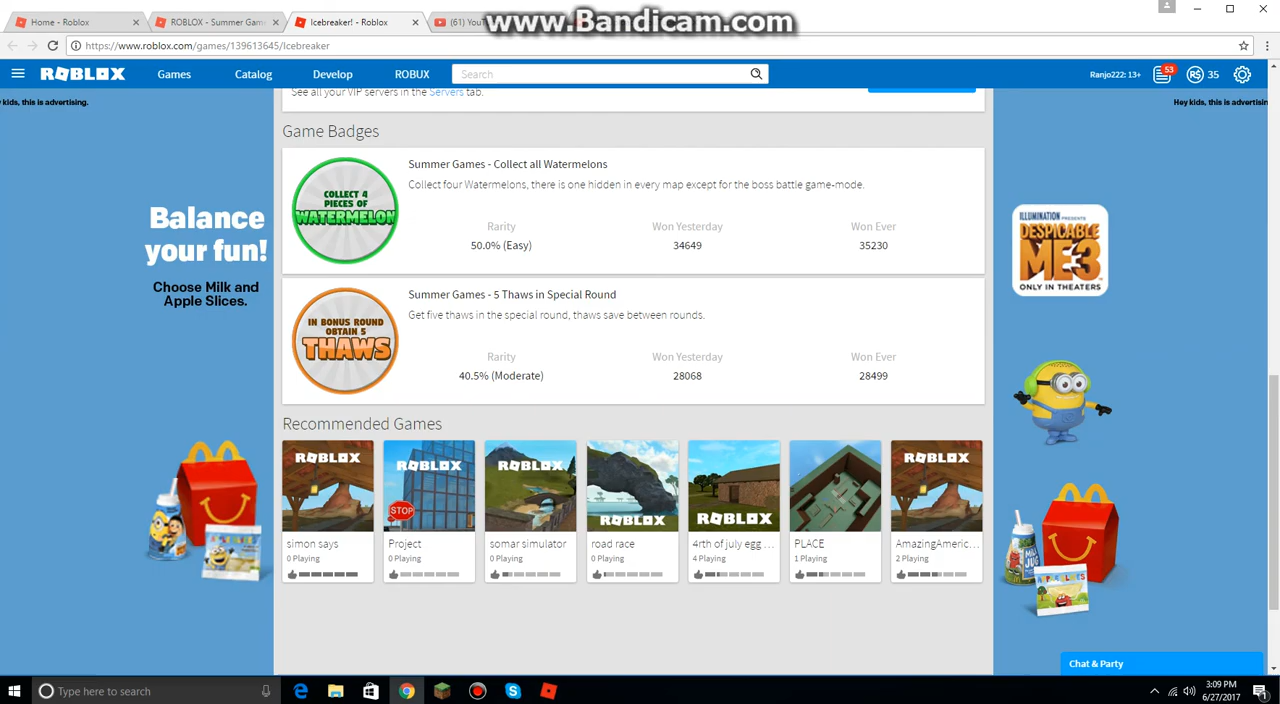 www.Bandicam.com
Home - Roblox
ROBLOX - Summer Game
Icebreaker! - Roblox
(61) YouT
https://www.roblox.com/games/139613645/Icebreaker
ROBLOX
Games
Catalog
Develop
ROBUX
Search
Ranjo222: 13+
53
R$
35
See all your VIP servers in the Servers tab.
y kids, this is advertising.
Hey kids, this is advertisin
Game Badges
COLLECT 4
PIECES OF
WATERMELON
Summer Games - Collect all Watermelons
Collect four Watermelons, there is one hidden in every map except for the boss battle game-mode.
Rarity
Won Yesterday
Won Ever
50.0% (Easy)
34649
35230
IN BONUS ROUND
OBTAIN 5
THAWS
Summer Games - 5 Thaws in Special Round
Get five thaws in the special round, thaws save between rounds.
Rarity
Won Yesterday
Won Ever
40.5% (Moderate)
28068
28499
Balance
your fun!
Choose Milk and
Apple Slices.
ILLUMINATION PRESENTS
DESPICABLE
ME3
ONLY IN THEATERS
Recommended Games
ROBLOX
ROBLOX
STOP
ROBLOX
ROBLOX
ROBLOX
ROBLOX
simon says
Project
somar simulator
road race
4rth of july egg ...
PLACE
AmazingAmeric...
0 Playing
0 Playing
0 Playing
0 Playing
4 Playing
1 Playing
2 Playing
Chat & Party
Type here to search
3:09 PM
6/27/2017
1